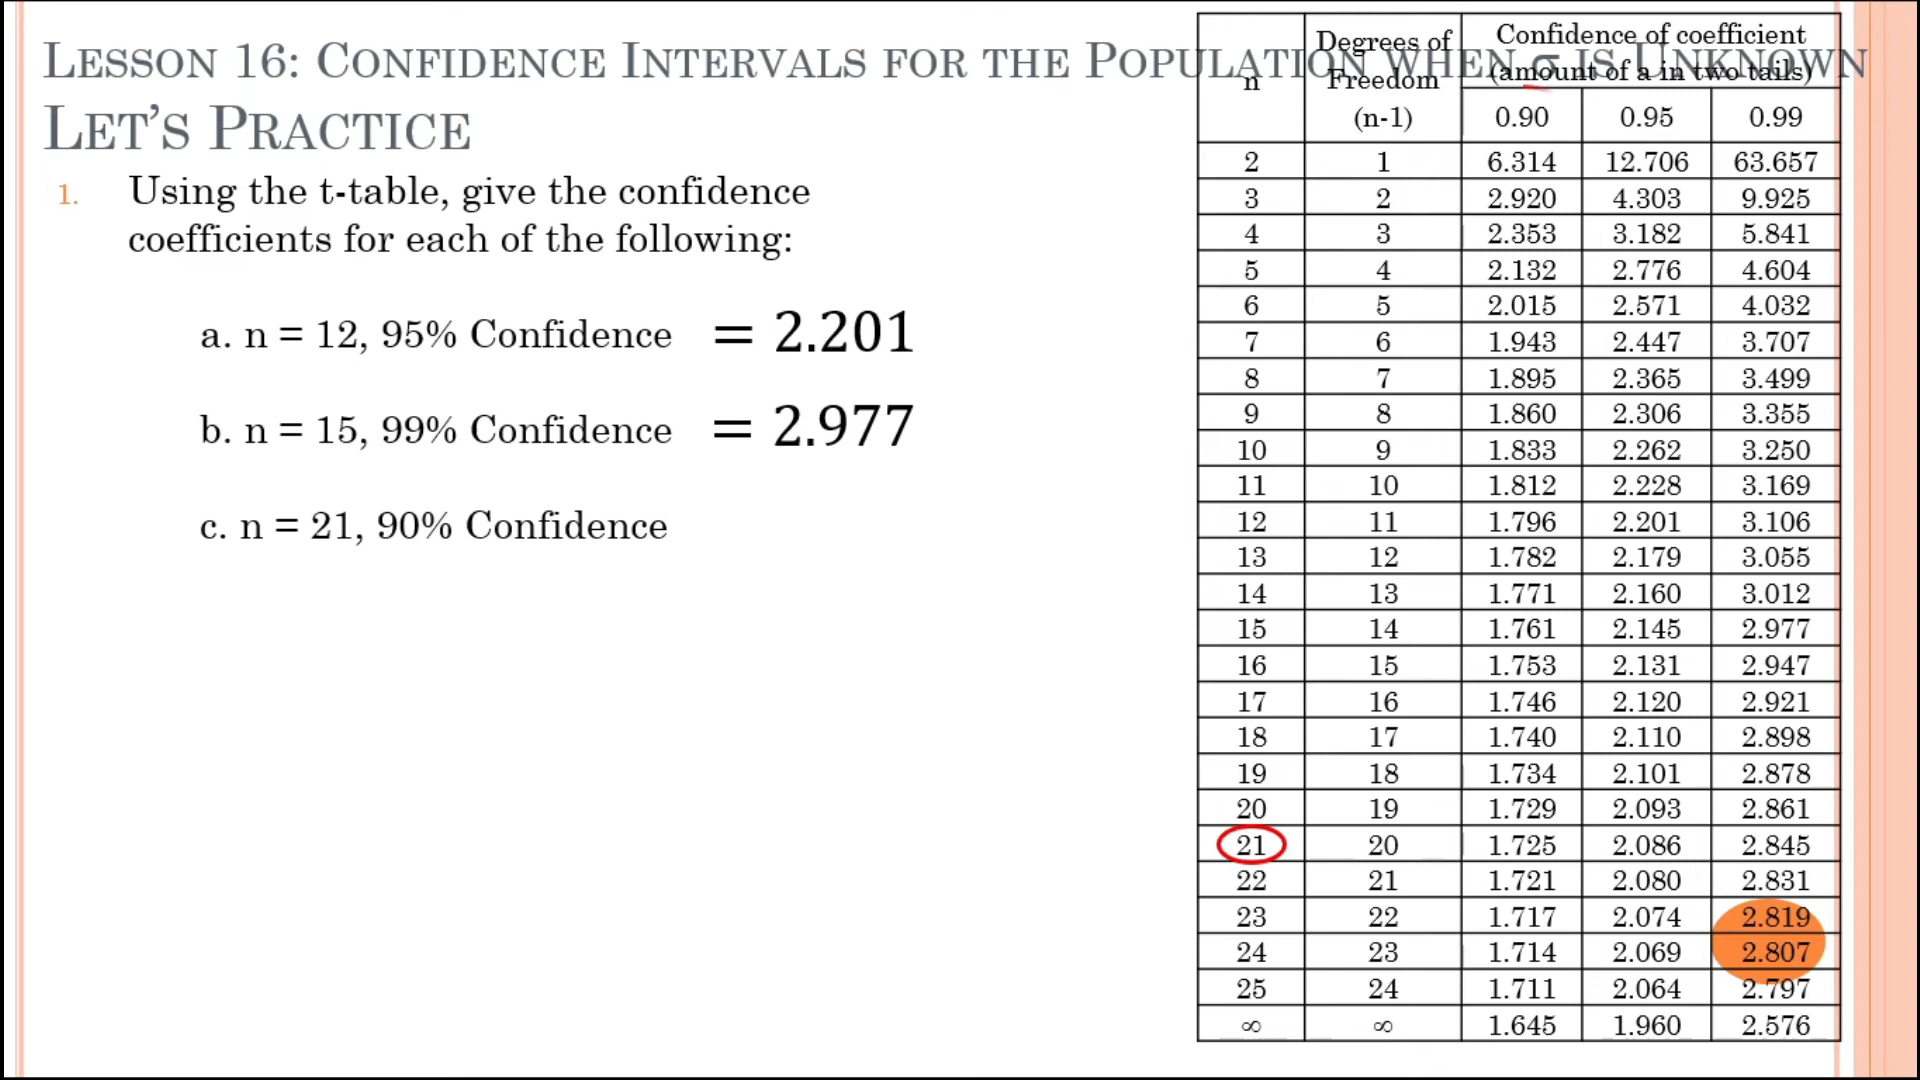 LESSON 16: CONFIDENCE INTERVALS FOR THE POPULATION WHEN σ IS UNKNOWN
LET'S PRACTICE
1. Using the t-table, give the confidence
coefficients for each of the following:
a. n = 12, 95% Confidence = 2.201
b. n = 15, 99% Confidence = 2.977
c. n = 21, 90% Confidence
n Degrees of Freedom (n-1) Confidence of coefficient
(amount of a in two tails)
0.90 0.95 0.99
2 1 6.314 12.706 63.657
3 2 2.920 4.303 9.925
4 3 2.353 3.182 5.841
5 4 2.132 2.776 4.604
6 5 2.015 2.571 4.032
7 6 1.943 2.447 3.707
8 7 1.895 2.365 3.499
9 8 1.860 2.306 3.355
10 9 1.833 2.262 3.250
11 10 1.812 2.228 3.169
12 11 1.796 2.201 3.106
13 12 1.782 2.179 3.055
14 13 1.771 2.160 3.012
15 14 1.761 2.145 2.977
16 15 1.753 2.131 2.947
17 16 1.746 2.120 2.921
18 17 1.740 2.110 2.898
19 18 1.734 2.101 2.878
20 19 1.729 2.093 2.861
21 20 1.725 2.086 2.845
22 21 1.721 2.080 2.831
23 22 1.717 2.074 2.819
24 23 1.714 2.069 2.807
25 24 1.711 2.064 2.797
∞ ∞ 1.645 1.960 2.576